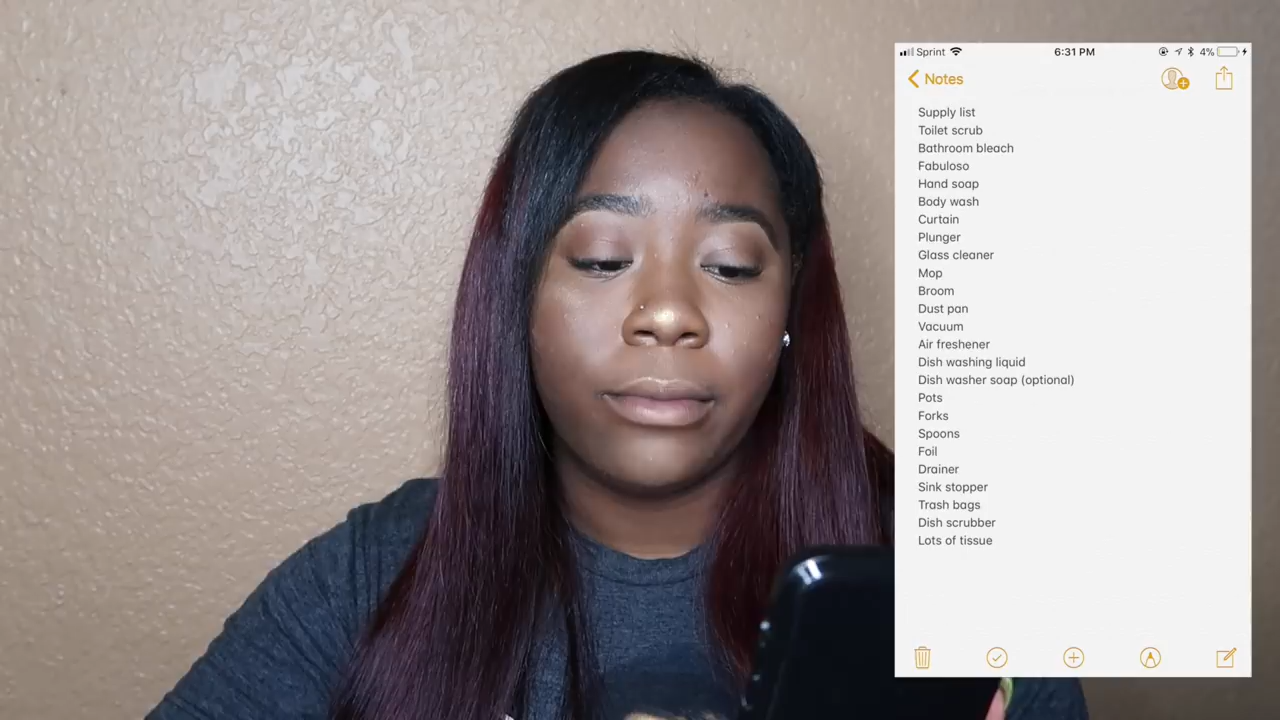 Sprint 6:31 PM 4%
Notes
Supply list
Toilet scrub
Bathroom bleach
Fabuloso
Hand soap
Body wash
Curtain
Plunger
Glass cleaner
Mop
Broom
Dust pan
Vacuum
Air freshener
Dish washing liquid
Dish washer soap (optional)
Pots
Forks
Spoons
Foil
Drainer
Sink stopper
Trash bags
Dish scrubber
Lots of tissue